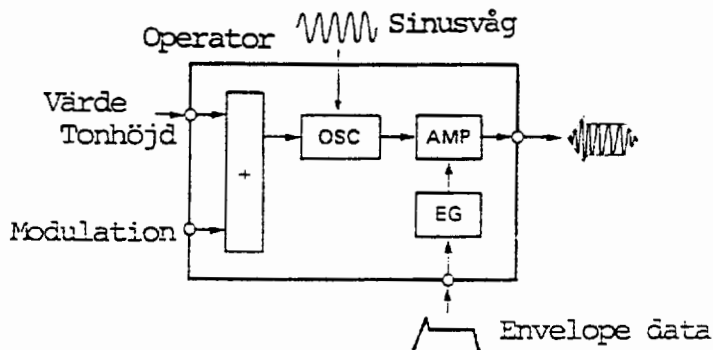 Operator
Sinusvåg
Värde
Tonhöjd
OSC
AMP
+
EG
Modulation
Envelope data